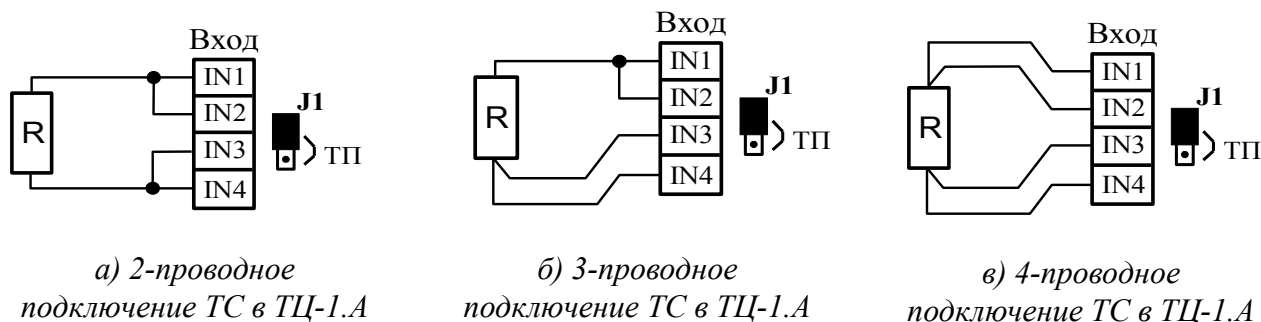 Вход
IN1
IN2
IN3
IN4
R
J1
ТП
а) 2-проводное
подключение ТС в ТЦ-1.А
Вход
IN1
IN2
IN3
IN4
R
J1
ТП
б) 3-проводное
подключение ТС в ТЦ-1.А
Вход
IN1
IN2
IN3
IN4
R
J1
ТП
в) 4-проводное
подключение ТС в ТЦ-1.А